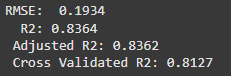 RMSE: 0.1934
R2: 0.8364
Adjusted R2: 0.8362
Cross Validated R2: 0.8127